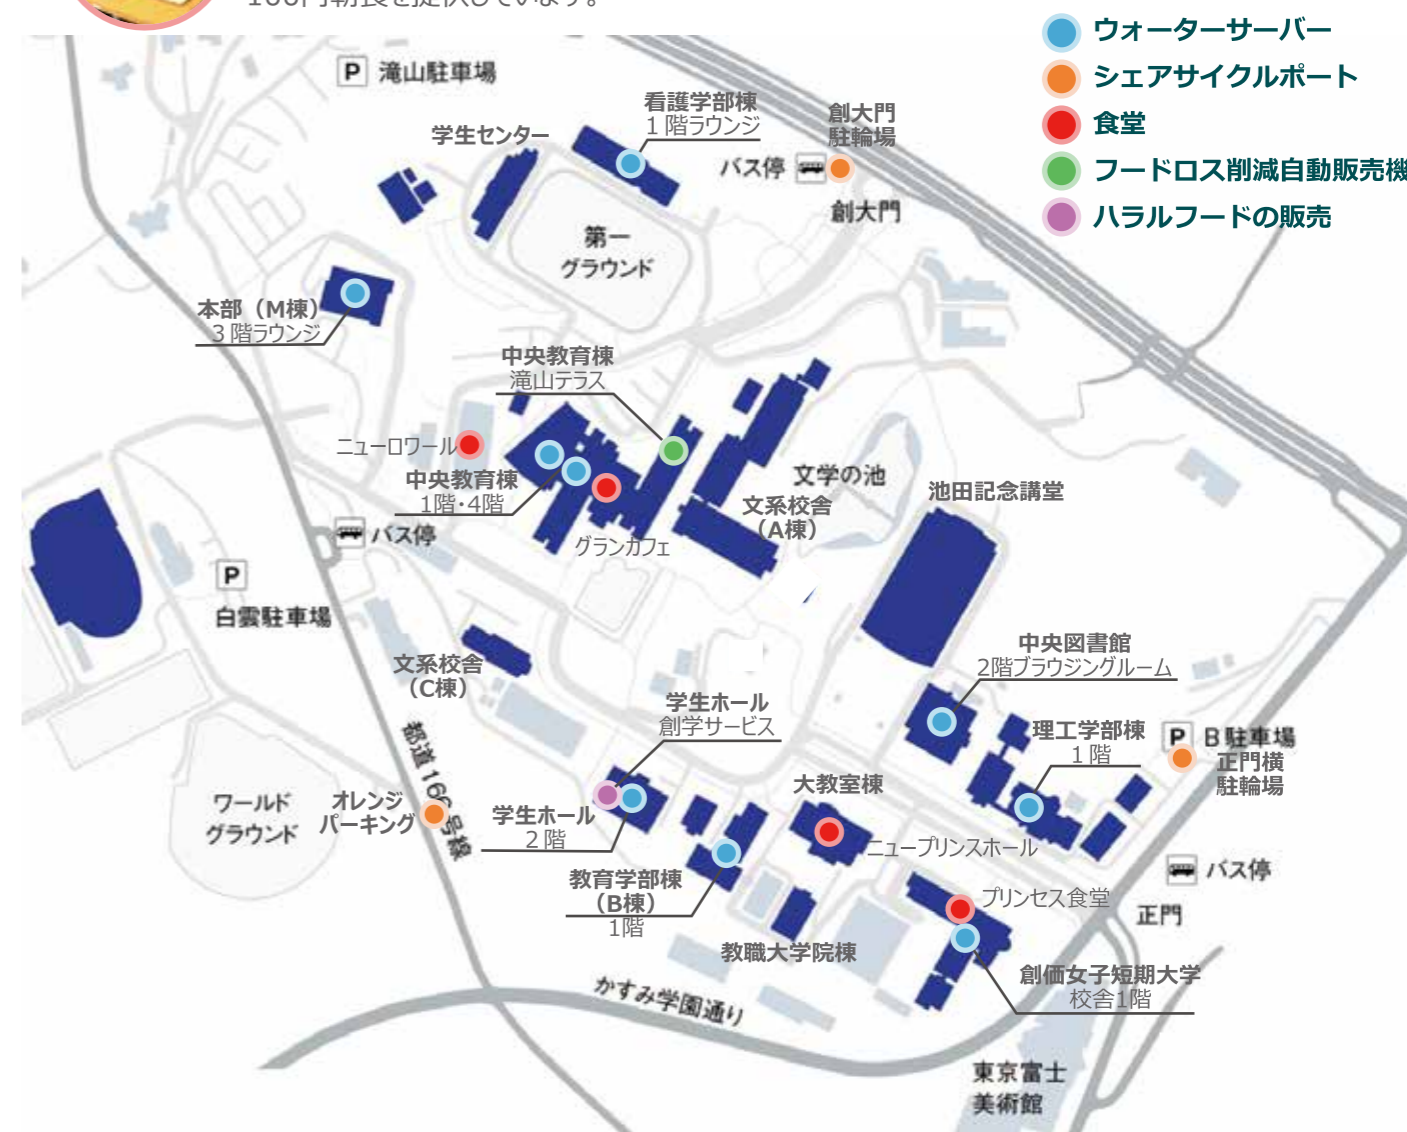 100円朝食を提供しています。
ウォーターサーバー
シェアサイクルポート
食堂
フードロス削減自動販売機
ハラルフードの販売
P 滝山駐車場
看護学部棟
1階ラウンジ
学生センター
創大門
駐輪場
バス停
創大門
第一
グラウンド
本部（M棟）
3階ラウンジ
中央教育棟
滝山テラス
ニューロワール
中央教育棟
1階・4階
グランカフェ
文学の池
文系校舎
（A棟）
池田記念講堂
バス停
P
白雲駐車場
文系校舎
（C棟）
中央図書館
2階ブラウジングルーム
学生ホール
創学サービス
理工学部棟
1階
P B駐車場
正門横
駐輪場
都道166号線
大教室棟
ワールド
グラウンド
オレンジ
パーキング
学生ホール
2階
ニュープリンスホール
教育学部棟
（B棟）
1階
バス停
プリンセス食堂
正門
教職大学院棟
創価女子短期大学
校舎1階
かすみ学園通り
東京富士
美術館